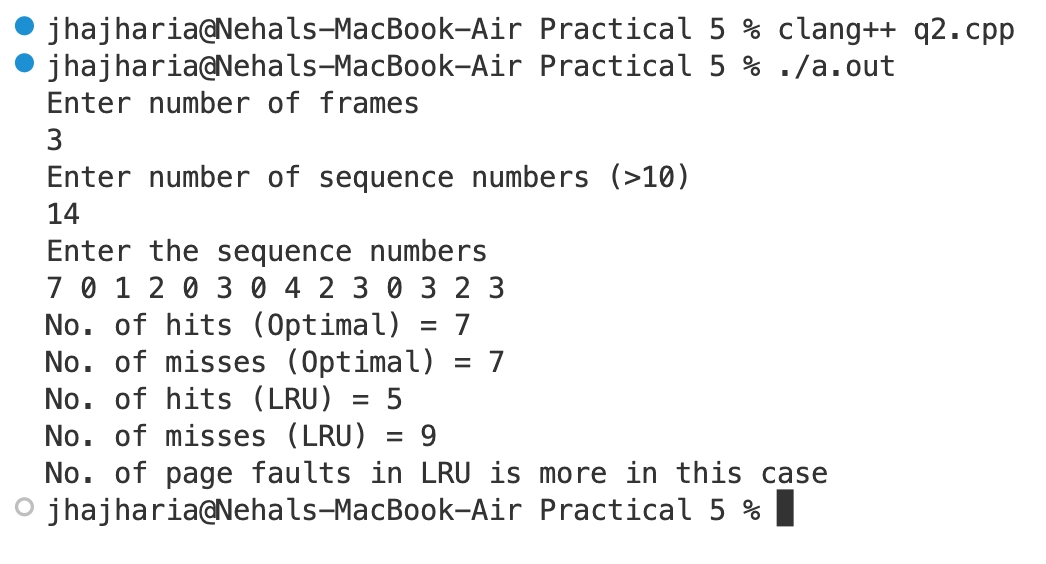 jhajharia@Nehals-MacBook-Air Practical 5 % clang++ q2.cpp
jhajharia@Nehals-MacBook-Air Practical 5 % ./a.out
Enter number of frames
3
Enter number of sequence numbers (>10)
14
Enter the sequence numbers
7 0 1 2 0 3 0 4 2 3 0 3 2 3
No. of hits (Optimal) = 7
No. of misses (Optimal) = 7
No. of hits (LRU) = 5
No. of misses (LRU) = 9
No. of page faults in LRU is more in this case
jhajharia@Nehals-MacBook-Air Practical 5 %